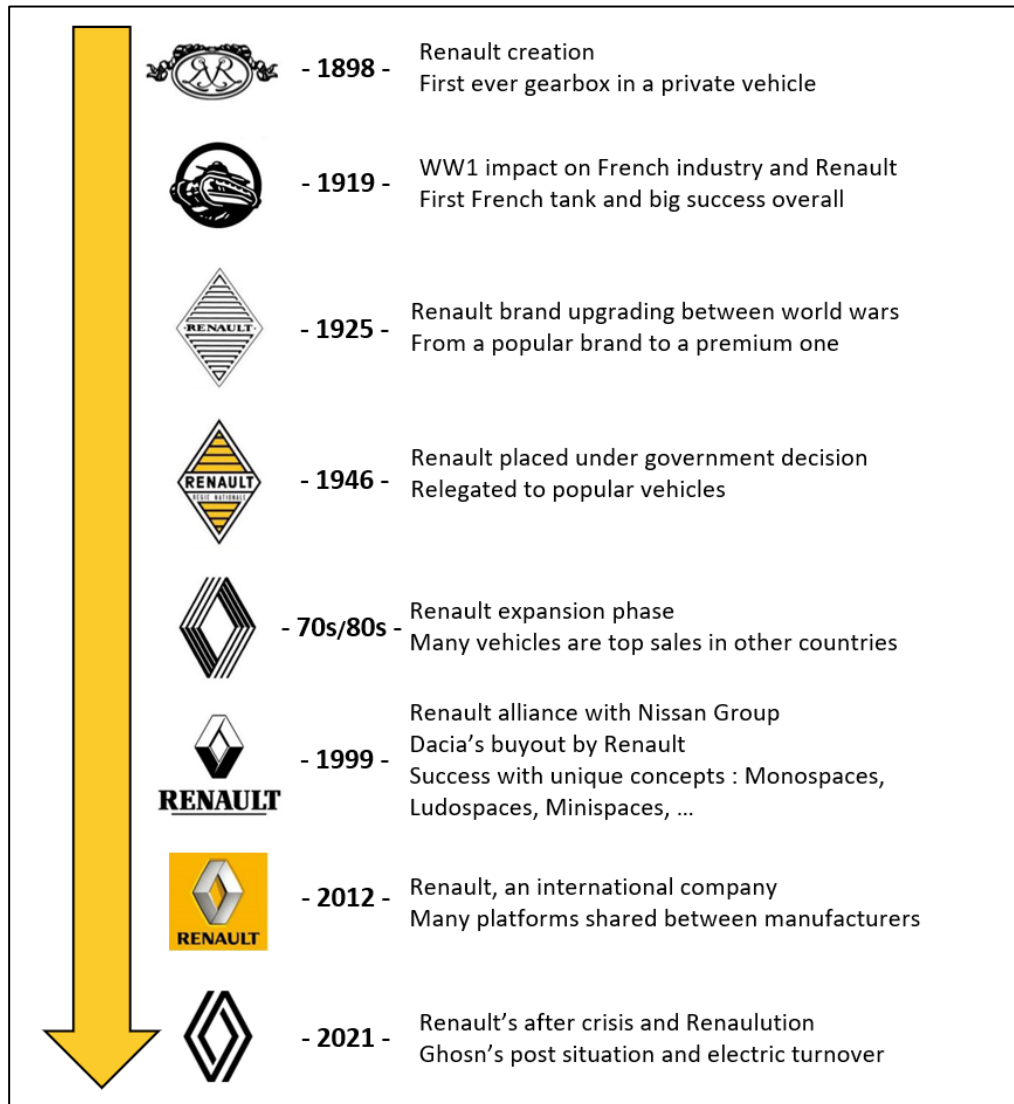 - 1898 -
Renault creation
First ever gearbox in a private vehicle
- 1919 -
WW1 impact on French industry and Renault
First French tank and big success overall
RENAULT
- 1925 -
Renault brand upgrading between world wars
From a popular brand to a premium one
RENAULT
REGIE NATIONALE
- 1946 -
Renault placed under government decision
Relegated to popular vehicles
- 70s/80s -
Renault expansion phase
Many vehicles are top sales in other countries
RENAULT
- 1999 -
Renault alliance with Nissan Group
Dacia’s buyout by Renault
Success with unique concepts : Monospaces,
Ludospaces, Minispaces, ...
RENAULT
- 2012 -
Renault, an international company
Many platforms shared between manufacturers
- 2021 -
Renault’s after crisis and Renaulution
Ghosn’s post situation and electric turnover